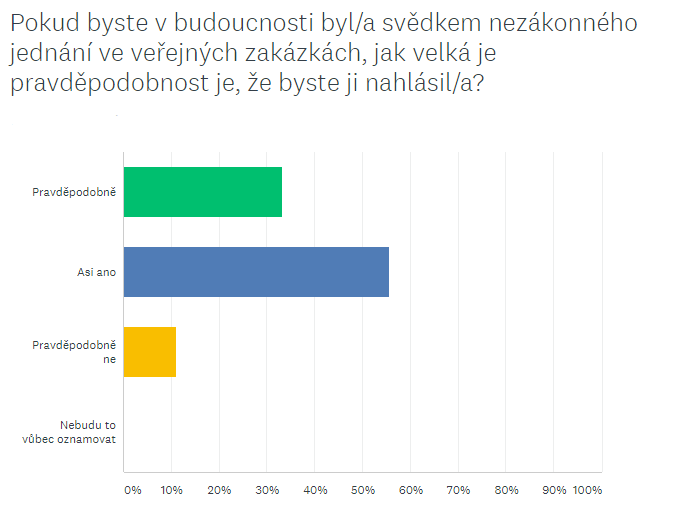 Pokud byste v budoucnosti byl/a svědkem nezákonného
jednání ve veřejných zakázkách, jak velká je
pravděpodobnost je, že byste ji nahlásil/a?
Pravděpodobně
Asi ano
Pravděpodobně
ne
Nebudu to
vůbec oznamovat
0% 10% 20% 30% 40% 50% 60% 70% 80% 90% 100%